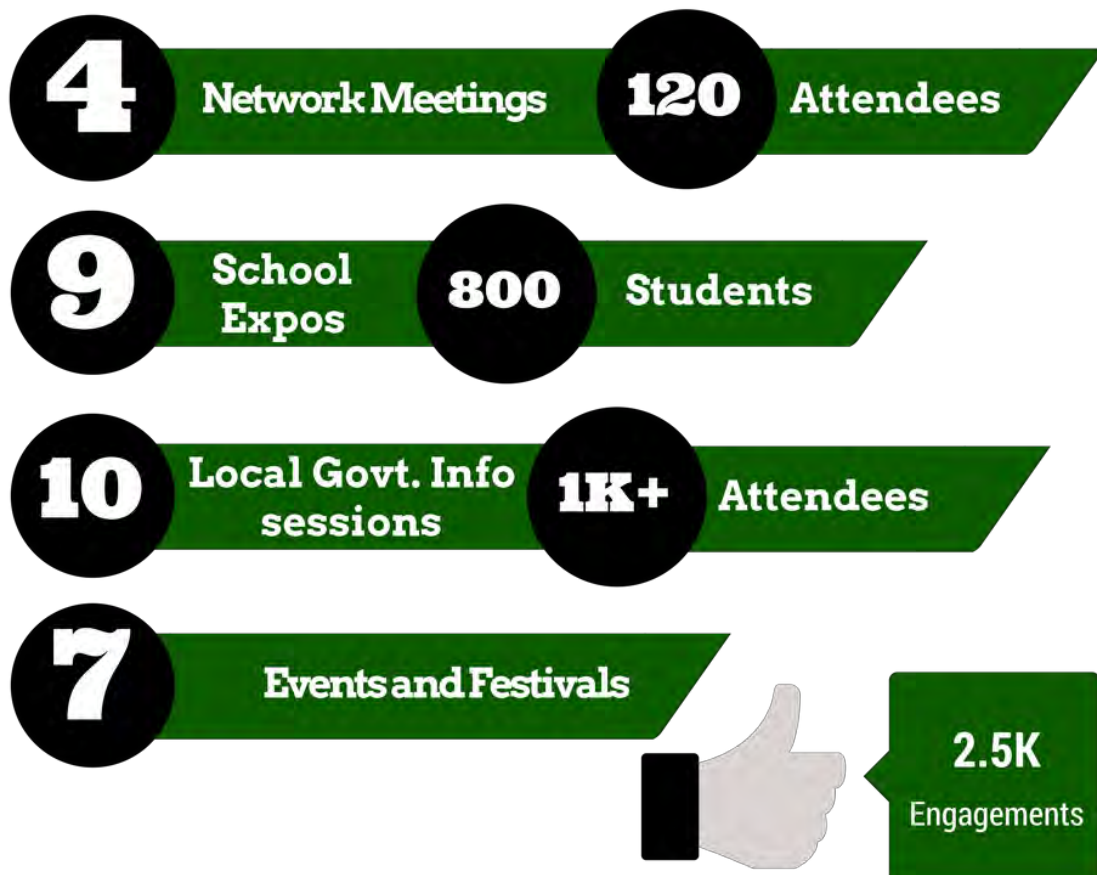 4 Network Meetings 120 Attendees
9 School
Expos 800 Students
10 Local Govt. Info
sessions 1K+ Attendees
7 Events and Festivals
2.5K
Engagements